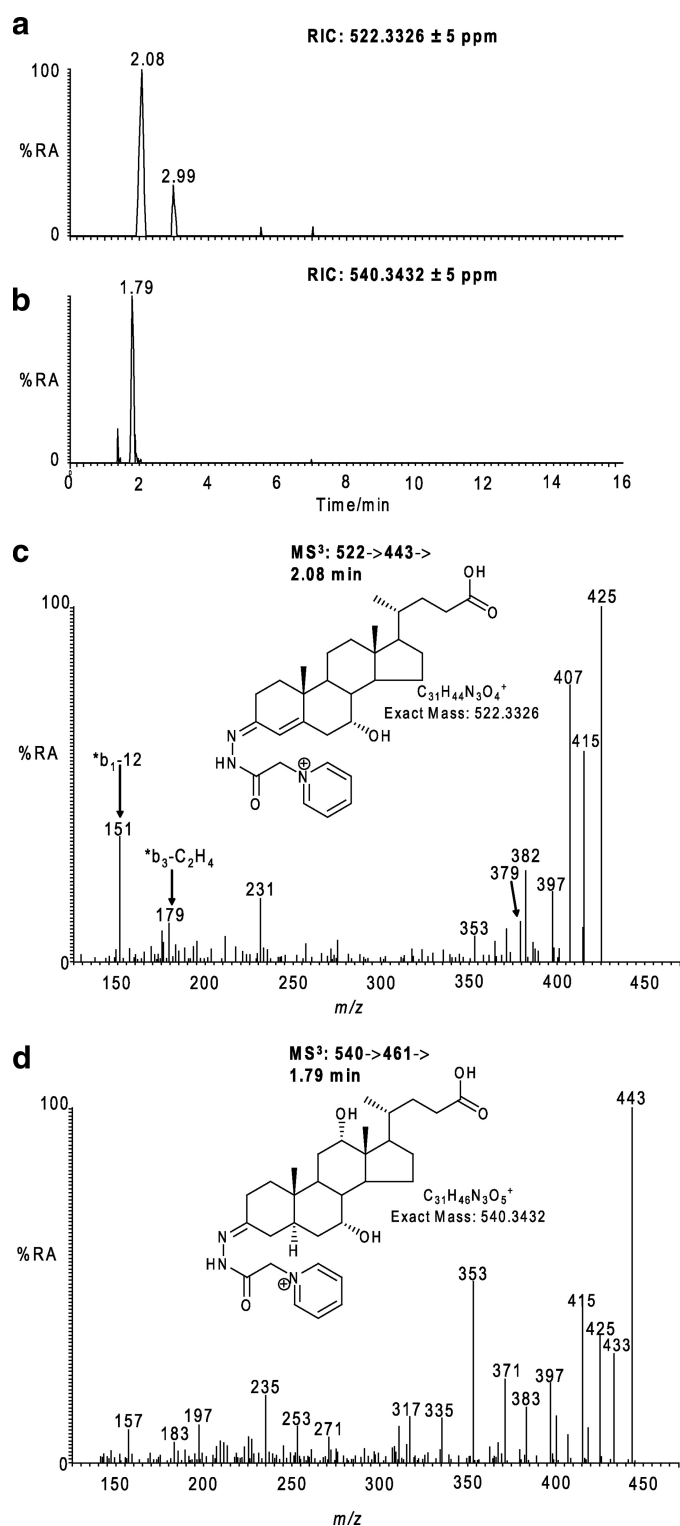 a
RIC: 522.3326 ± 5 ppm
2.08
100
%RA
2.99
0
RIC: 540.3432 ± 5 ppm
b
1.79
%RA
0
0 2 4 6 8 10 12 14 16
Time/min
c
MS³: 522->443->
2.08 min
OH
O
100
425
407
C₃₁H₄₄N₃O₄⁺
Exact Mass: 522.3326
OH
N
HN
N
⊕
O
415
%RA
*b₁-12
151
*b₃-C₂H₄
179
231
382
379
397
353
0
150 200 250 300 350 400 450
m/z
d
MS³: 540->461->
1.79 min
OH
O
OH
100
443
C₃₁H₄₆N₃O₅⁺
Exact Mass: 540.3432
OH
H
N
HN
N
⊕
O
%RA
353
415
425
433
371
397
383
235
317 335
197
253
157
183
271
0
150 200 250 300 350 400 450
m/z